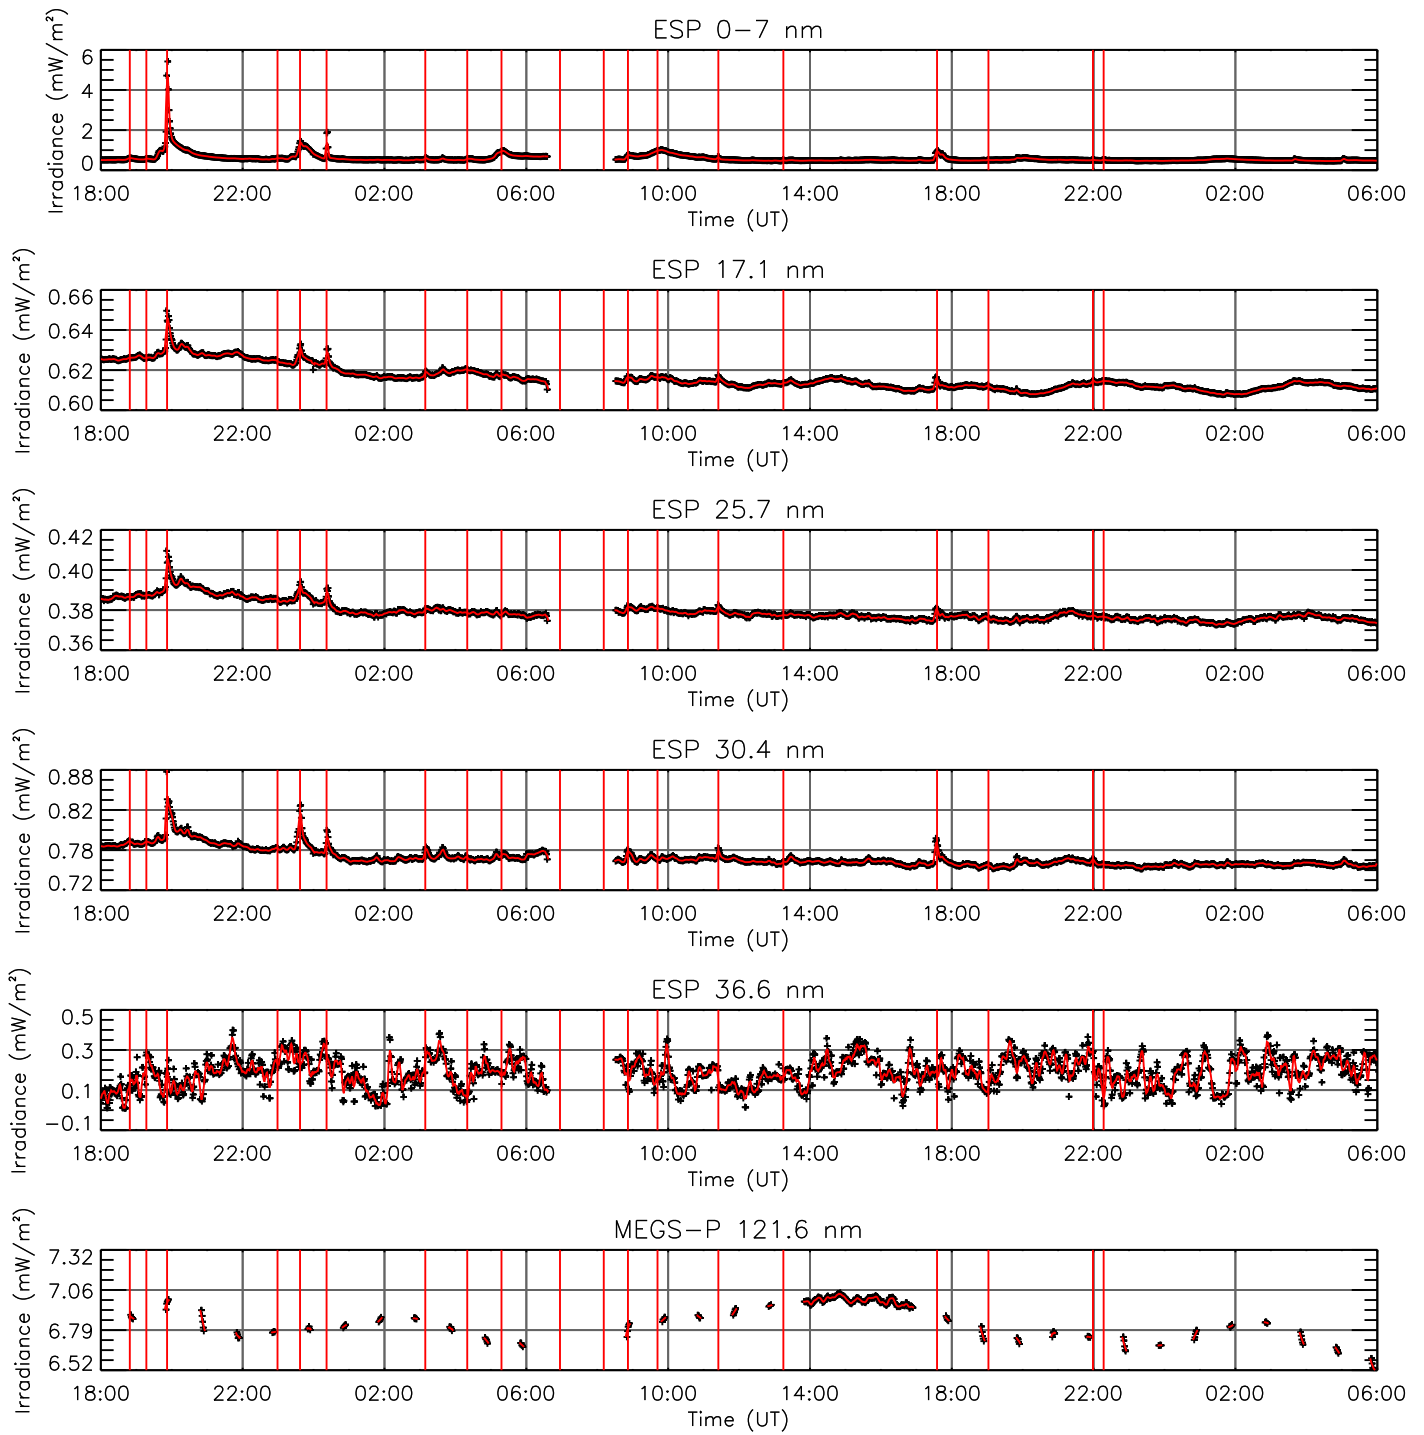 ESP 0−7 nm
Irradiance (mW/m²)
6
4
2
0
18:00 22:00 02:00 06:00 10:00 14:00 18:00 22:00 02:00 06:00
Time (UT)
ESP 17.1 nm
Irradiance (mW/m²)
0.66
0.64
0.62
0.60
18:00 22:00 02:00 06:00 10:00 14:00 18:00 22:00 02:00 06:00
Time (UT)
ESP 25.7 nm
Irradiance (mW/m²)
0.42
0.40
0.38
0.36
18:00 22:00 02:00 06:00 10:00 14:00 18:00 22:00 02:00 06:00
Time (UT)
ESP 30.4 nm
Irradiance (mW/m²)
0.88
0.82
0.78
0.72
18:00 22:00 02:00 06:00 10:00 14:00 18:00 22:00 02:00 06:00
Time (UT)
ESP 36.6 nm
Irradiance (mW/m²)
0.5
0.3
0.1
−0.1
18:00 22:00 02:00 06:00 10:00 14:00 18:00 22:00 02:00 06:00
Time (UT)
MEGS−P 121.6 nm
Irradiance (mW/m²)
7.32
7.06
6.79
6.52
18:00 22:00 02:00 06:00 10:00 14:00 18:00 22:00 02:00 06:00
Time (UT)